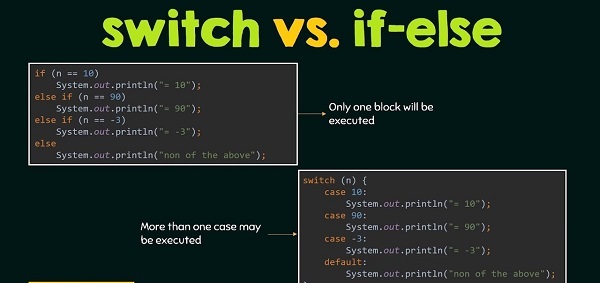 switch vs. if-else
if (n == 10)
System.out.println("= 10");
else if (n == 90)
System.out.println("= 90");
else if (n == -3)
System.out.println("= -3");
else
System.out.println("non of the above");
Only one block will be
executed
switch (n) {
case 10:
System.out.println("= 10");
case 90:
System.out.println("= 90");
case -3:
System.out.println("= -3");
default:
System.out.println("non of the above");
More than one case may
be executed